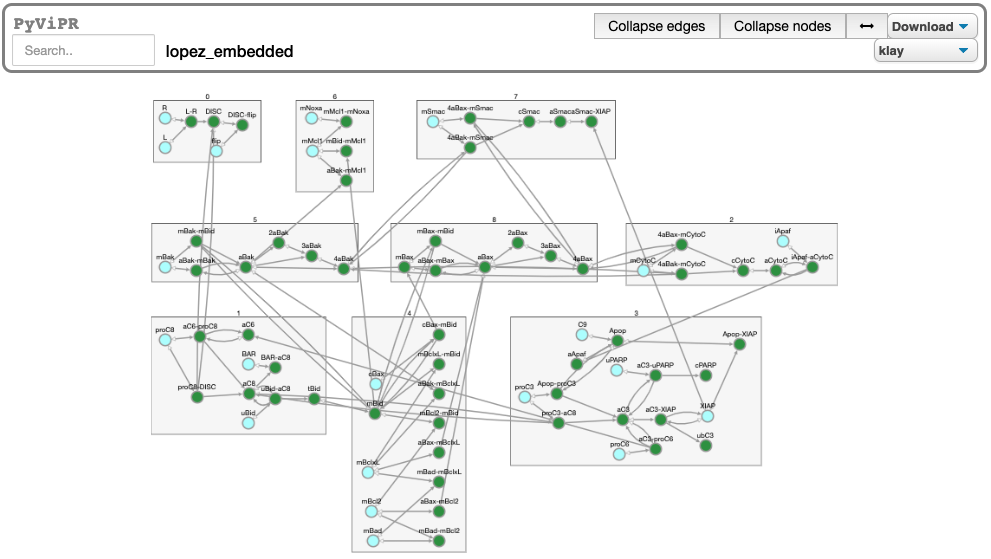 PyViPR
Search..
lopez_embedded
Collapse edges
Collapse nodes
Download
klay
0
R
L-R
DISC
DISC-flip
L
flip
6
mNoxa
mMcl1-mNoxa
mMcl1
mBid-mMcl1
aBak-mMcl1
7
mSmac
4aBax-mSmac
cSmac
aSmac
aSmac-XIAP
4aBak-mSmac
5
mBak-mBid
2aBak
3aBak
mBak
aBak-mBak
aBak
4aBak
8
mBax-mBid
2aBax
3aBax
mBax
aBax-mBax
aBax
4aBax
2
4aBax-mCytoC
iApaf
mCytoC
4aBak-mCytoC
cCytoC
aCytoC
iApaf-aCytoC
1
proC8
aC6-proC8
aC6
BAR
BAR-aC8
proC8-DISC
aC8
uBid-aC8
tBid
uBid
4
cBax-mBid
mBclxL-mBid
cBax
aBak-mBclxL
mBid
mBcl2-mBid
aBax-mBclxL
mBclxL
mBad-mBclxL
mBcl2
aBax-mBcl2
mBad
mBad-mBcl2
3
C9
Apop
Apop-XIAP
aApaf
uPARP
aC3-uPARP
cPARP
proC3
Apop-proC3
proC3-aC8
aC3
aC3-XIAP
XIAP
proC6
aC3-proC6
ubC3